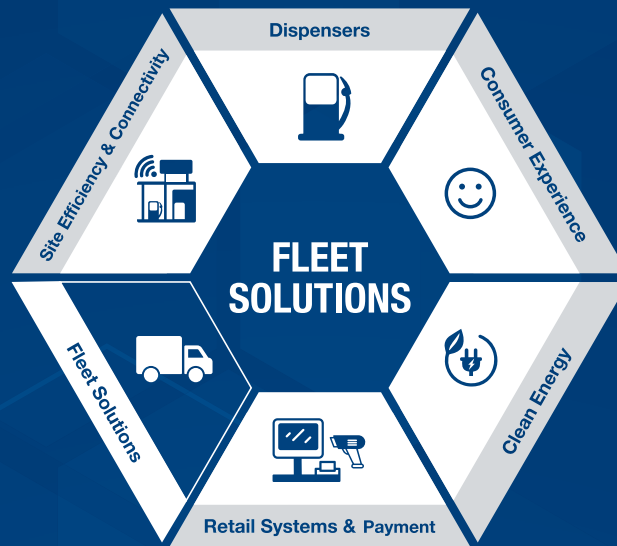 Dispensers
Site Efficiency & Connectivity
Consumer Experience
FLEET
SOLUTIONS
Fleet Solutions
Clean Energy
Retail Systems & Payment